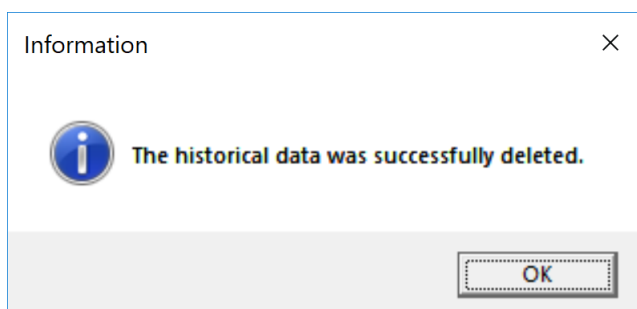 Information
The historical data was successfully deleted.
OK